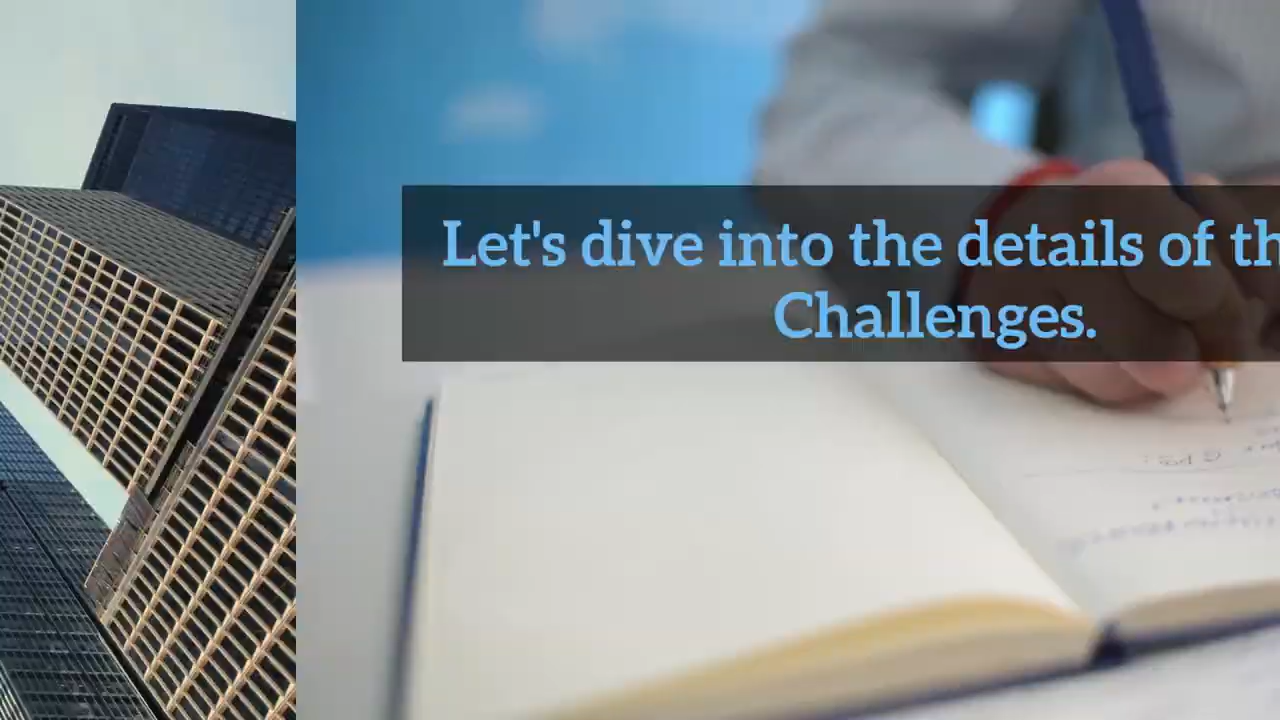 Let's dive into the details of th
Challenges.